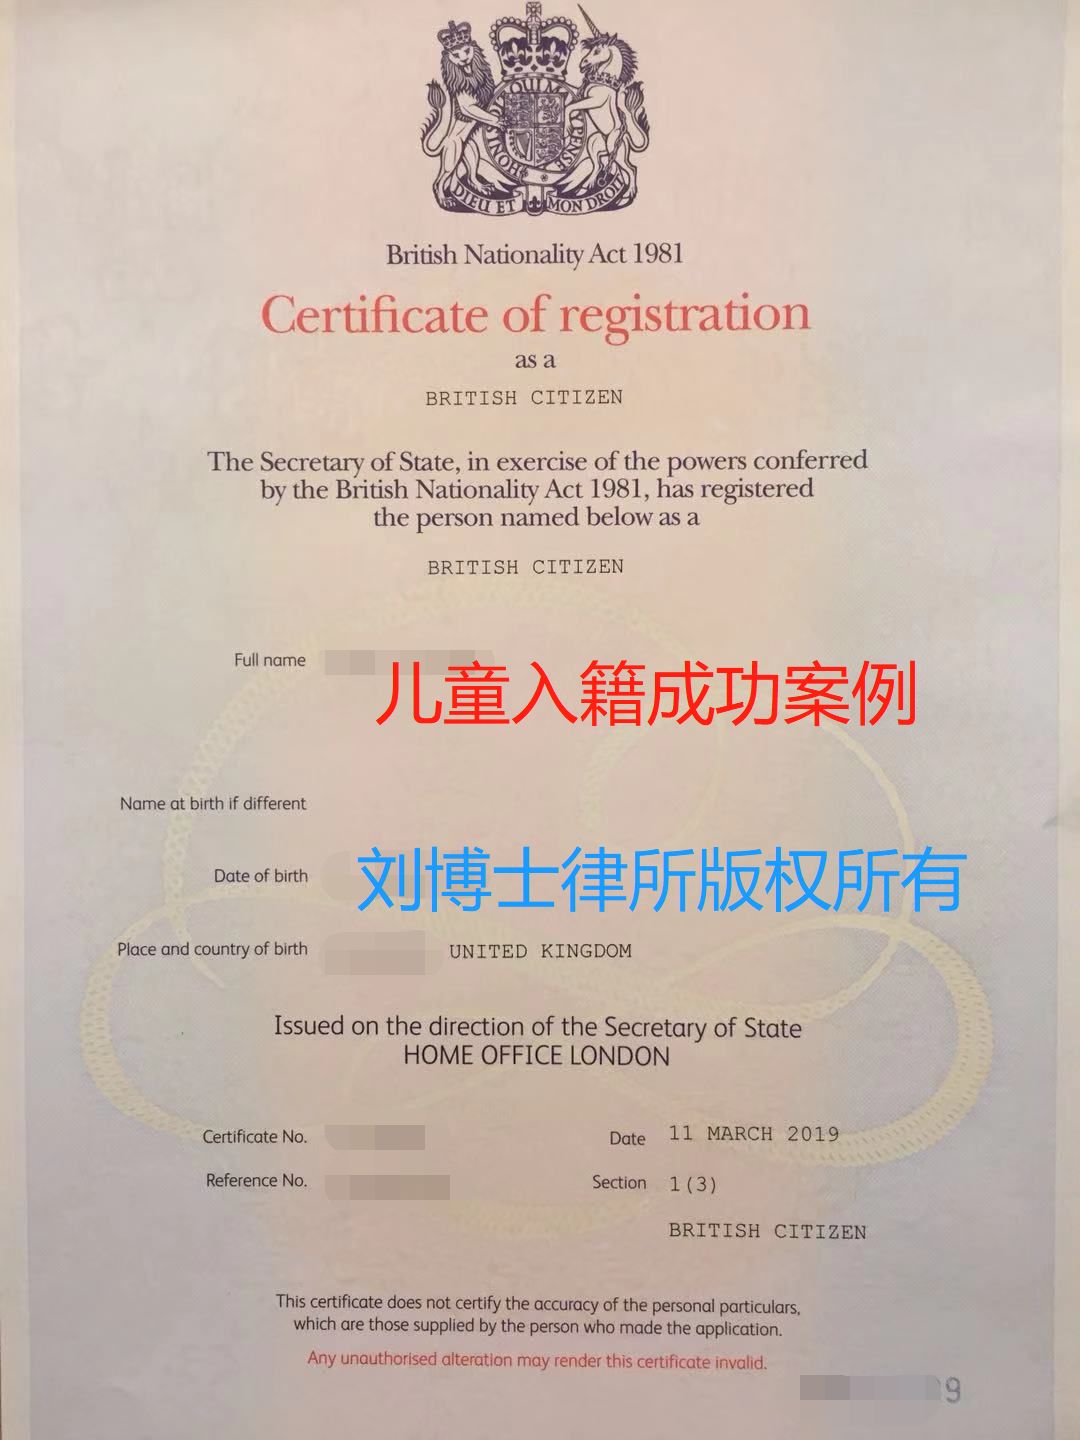 HONI SOIT QUI MAL Y PENSE
DIEU ET MON DROIT
British Nationality Act 1981
Certificate of registration
as a
BRITISH CITIZEN
The Secretary of State, in exercise of the powers conferred
by the British Nationality Act 1981, has registered
the person named below as a
BRITISH CITIZEN
Full name
儿童入籍成功案例
Name at birth if different
Date of birth
刘博士律所版权所有
Place and country of birth UNITED KINGDOM
Issued on the direction of the Secretary of State
HOME OFFICE LONDON
Certificate No. Date 11 MARCH 2019
Reference No. Section 1(3)
BRITISH CITIZEN
This certificate does not certify the accuracy of the personal particulars,
which are those supplied by the person who made the application.
Any unauthorised alteration may render this certificate invalid.
9